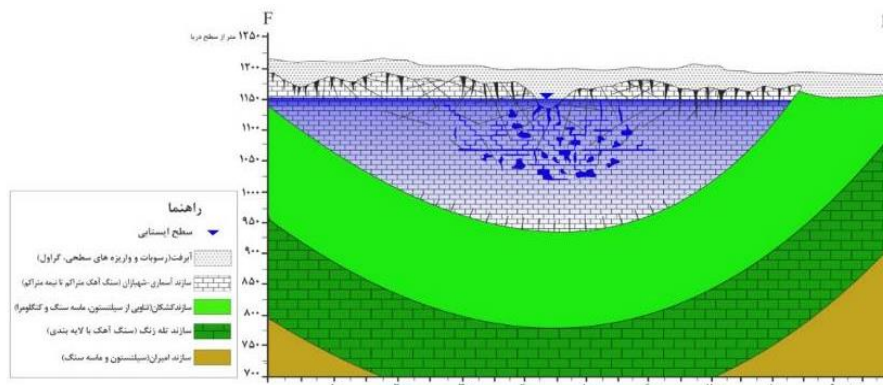 F
متر از سطح دریا
۱۲۵۰
۱۲۰۰
۱۱۵۰
۱۱۰۰
۱۰۵۰
۱۰۰۰
۹۵۰
۹۰۰
۸۵۰
۸۰۰
۷۵۰
۷۰۰
راهنما
سطح ایستابی
آبرفت(رسوبات و واریزه های سطحی، گراول)
سازند آسماری-شهبازان (سنگ آهک متراکم تا نیمه متراکم)
سازندکشکان(تناوبی از سیلتستون، ماسه سنگ و کنگلومرا)
سازند تله زنگ (سنگ آهک با لایه بندی)
سازند امیران(سیلتستون و ماسه سنگ)